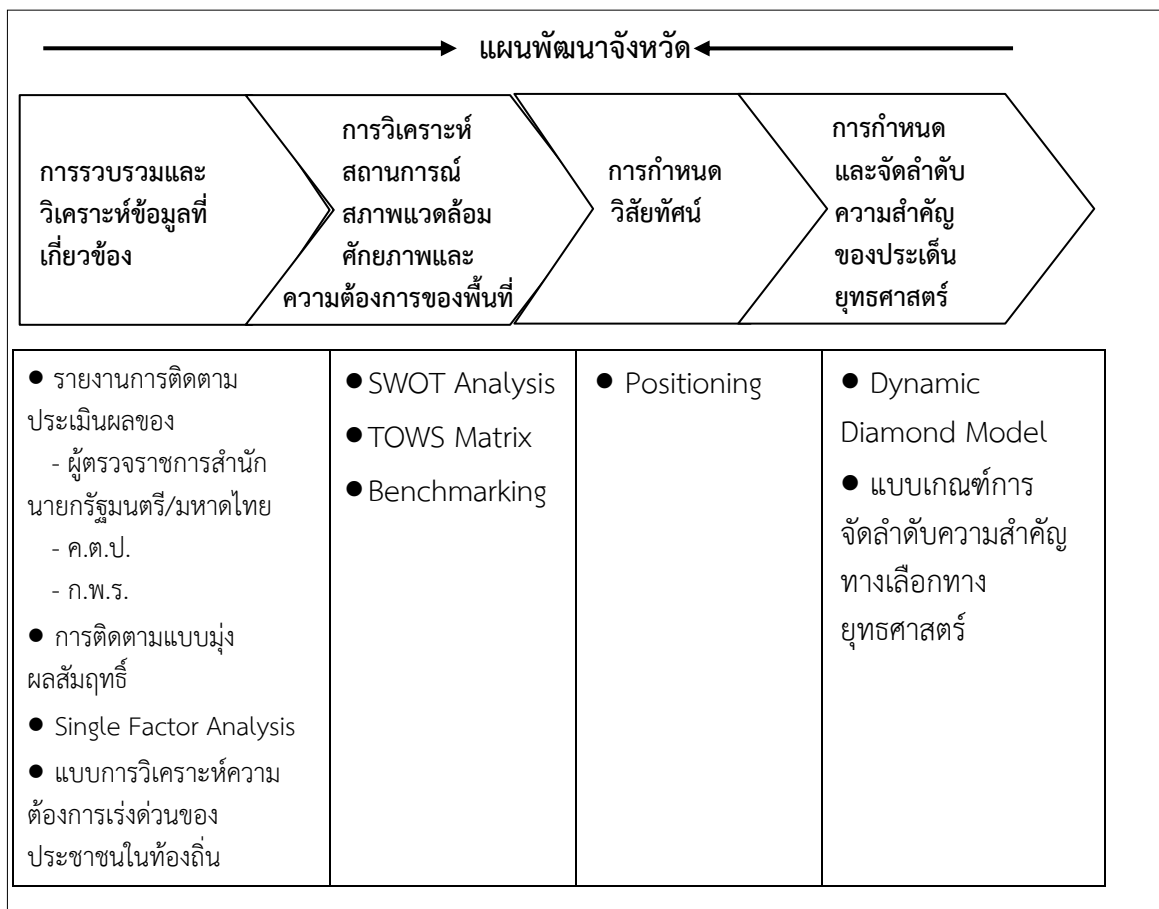 แผนพัฒนาจังหวัด
การรวบรวมและ
วิเคราะห์ข้อมูลที่
เกี่ยวข้อง
การวิเคราะห์
สถานการณ์
สภาพแวดล้อม
ศักยภาพและ
ความต้องการของพื้นที่
การกำหนด
วิสัยทัศน์
การกำหนด
และจัดลำดับ
ความสำคัญ
ของประเด็น
ยุทธศาสตร์
● รายงานการติดตาม
ประเมินผลของ
- ผู้ตรวจราชการสำนัก
นายกรัฐมนตรี/มหาดไทย
- ค.ต.ป.
- ก.พ.ร.
● การติดตามแบบมุ่ง
ผลสัมฤทธิ์
● Single Factor Analysis
● แบบการวิเคราะห์ความ
ต้องการเร่งด่วนของ
ประชาชนในท้องถิ่น
● SWOT Analysis
● TOWS Matrix
● Benchmarking
● Positioning
● Dynamic
Diamond Model
● แบบเกณฑ์การ
จัดลำดับความสำคัญ
ทางเลือกทาง
ยุทธศาสตร์